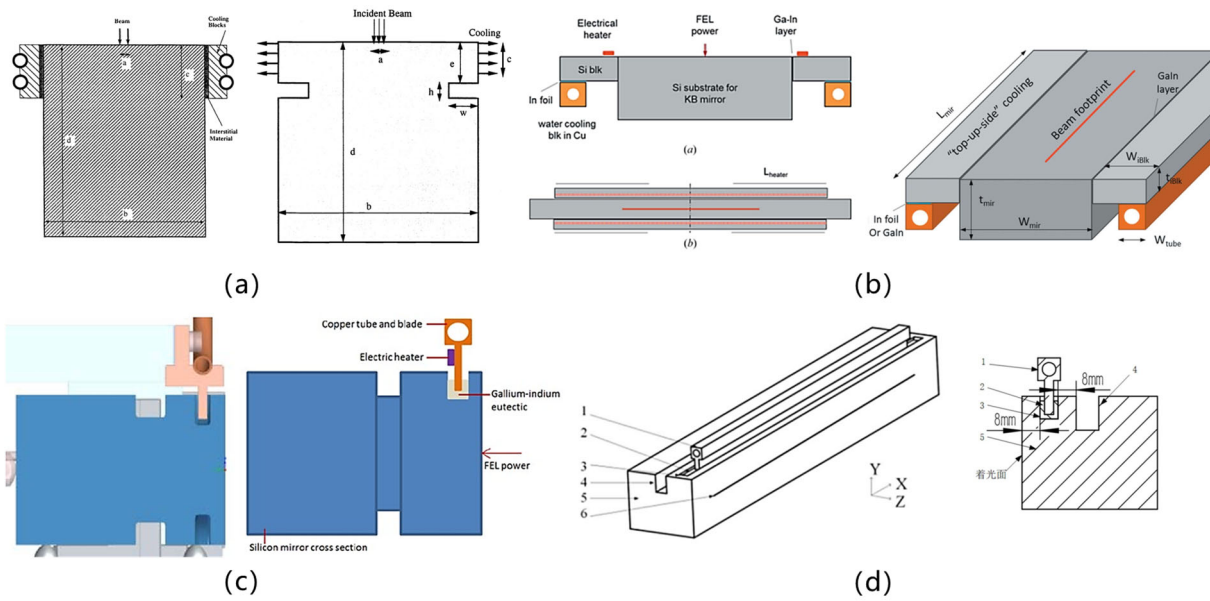 Beam
Cooling
Blocks
a
c
Interstitial
Material
d
b
Incident Beam
Cooling
a
e
c
h
w
d
b
(a)
Electrical
heater
FEL
power
Ga-In
layer
Si blk
In foil
Si substrate for
KB mirror
water cooling
blk in Cu
(a)
Lheater
(b)
Lmir
"top-up-side" cooling
Beam footprint
GaIn
layer
WiBlk
tiBlk
tmir
Wmir
In foil
Or GaIn
Wtube
(b)
Copper tube and blade
Electric heater
Gallium-indium
eutectic
FEL power
Silicon mirror cross section
(c)
1
2
3
4
5
6
Y
X
Z
1
2
3
5
8mm
4
8mm
着光面
(d)